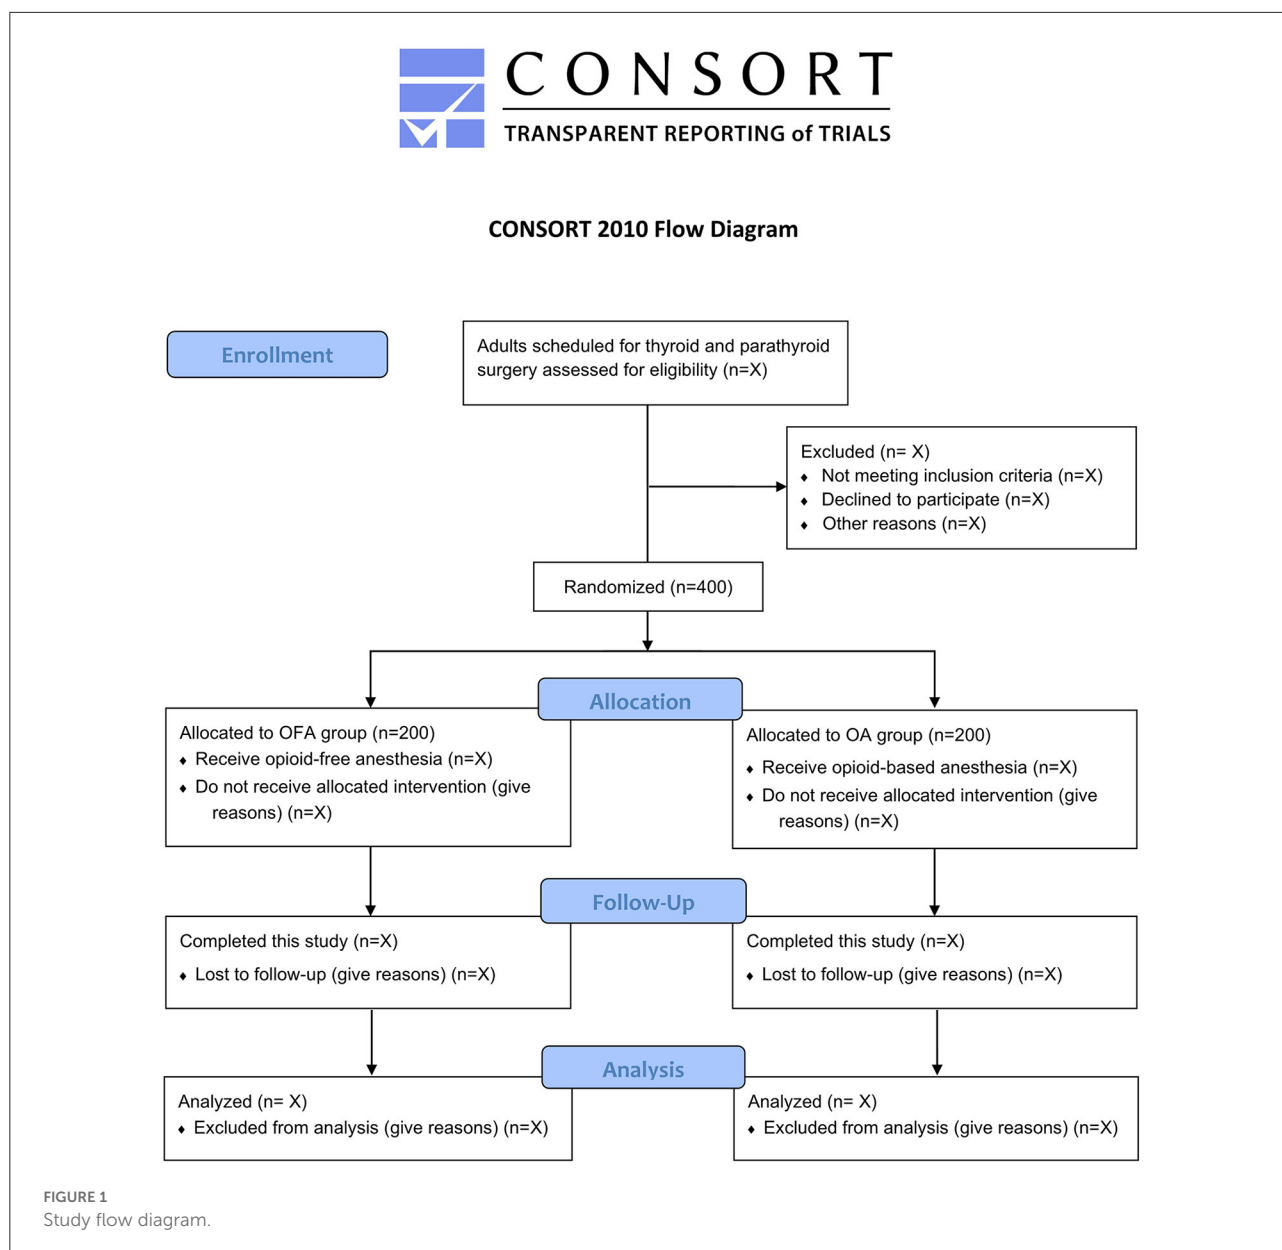 CONSORT
TRANSPARENT REPORTING of TRIALS
CONSORT 2010 Flow Diagram
Enrollment
Adults scheduled for thyroid and parathyroid
surgery assessed for eligibility (n=X)
Excluded (n= X)
♦ Not meeting inclusion criteria (n=X)
♦ Declined to participate (n=X)
♦ Other reasons (n=X)
Randomized (n=400)
Allocation
Allocated to OFA group (n=200)
♦ Receive opioid-free anesthesia (n=X)
♦ Do not receive allocated intervention (give
reasons) (n=X)
Allocated to OA group (n=200)
♦ Receive opioid-based anesthesia (n=X)
♦ Do not receive allocated intervention (give
reasons) (n=X)
Follow-Up
Completed this study (n=X)
♦ Lost to follow-up (give reasons) (n=X)
Completed this study (n=X)
♦ Lost to follow-up (give reasons) (n=X)
Analysis
Analyzed (n= X)
♦ Excluded from analysis (give reasons) (n=X)
Analyzed (n= X)
♦ Excluded from analysis (give reasons) (n=X)
FIGURE 1
Study flow diagram.